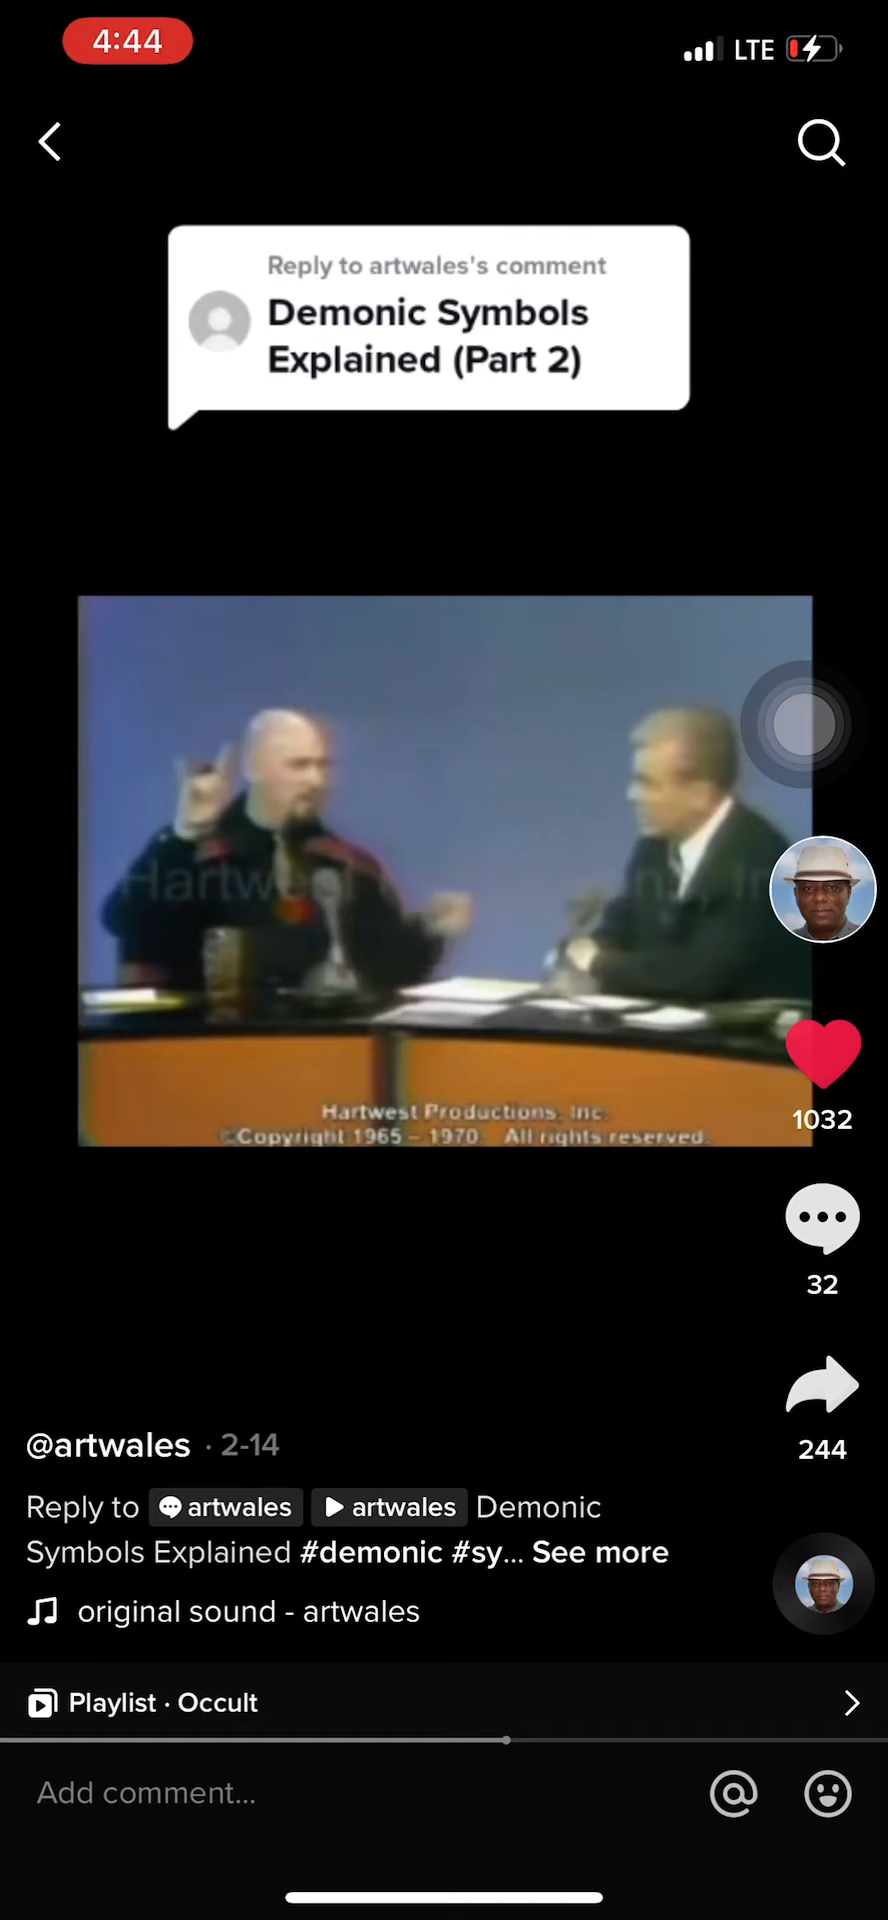 4:44
LTE
Reply to artwales's comment
Demonic Symbols
Explained (Part 2)
Hartwe
Hartwest Productions, Inc.
©Copyright 1965 – 1970   All rights reserved.
1032
32
244
@artwales · 2-14
Reply to artwales artwales Demonic
Symbols Explained #demonic #sy... See more
original sound - artwales
Playlist · Occult
Add comment...